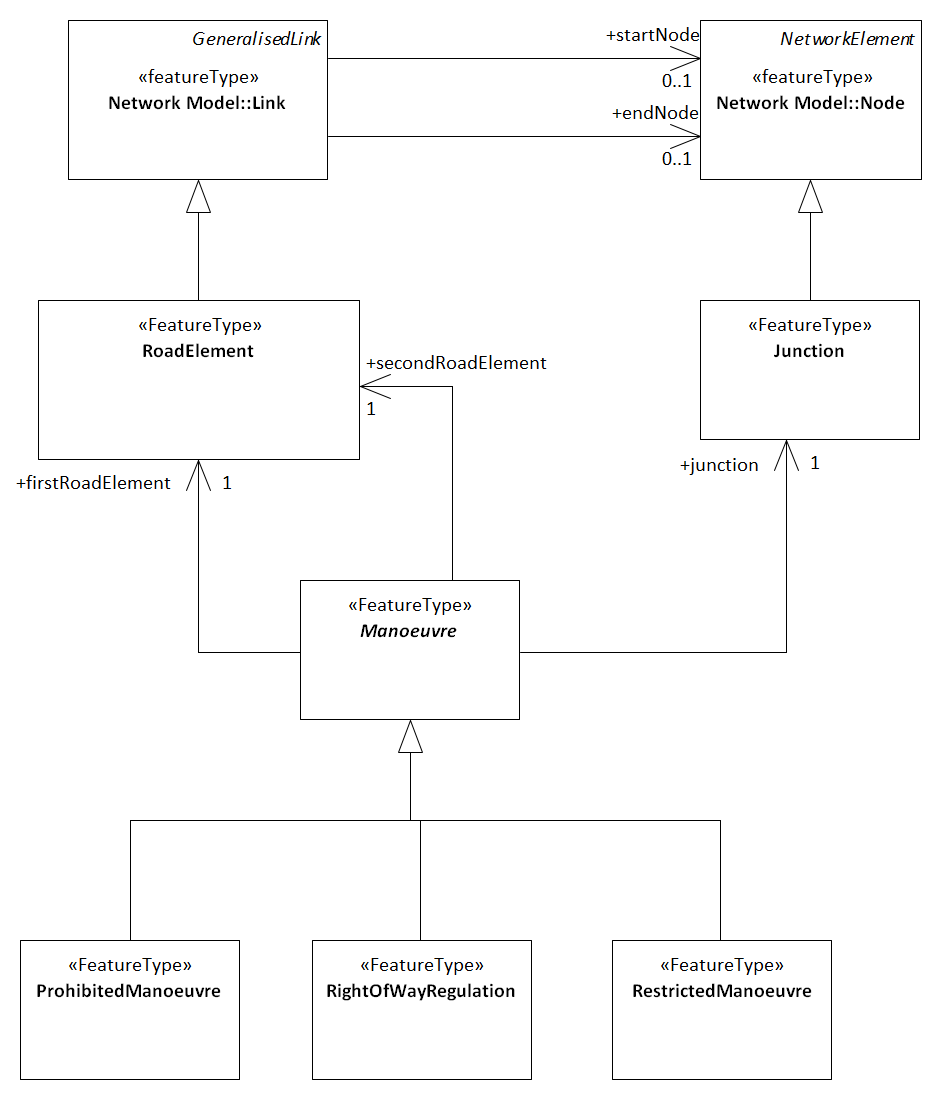 GeneralisedLink
«featureType»
Network Model::Link
+startNode
0..1
+endNode
0..1
NetworkElement
«featureType»
Network Model::Node
«FeatureType»
RoadElement
+secondRoadElement
1
«FeatureType»
Junction
+firstRoadElement
1
+junction
1
«FeatureType»
Manoeuvre
«FeatureType»
ProhibitedManoeuvre
«FeatureType»
RightOfWayRegulation
«FeatureType»
RestrictedManoeuvre